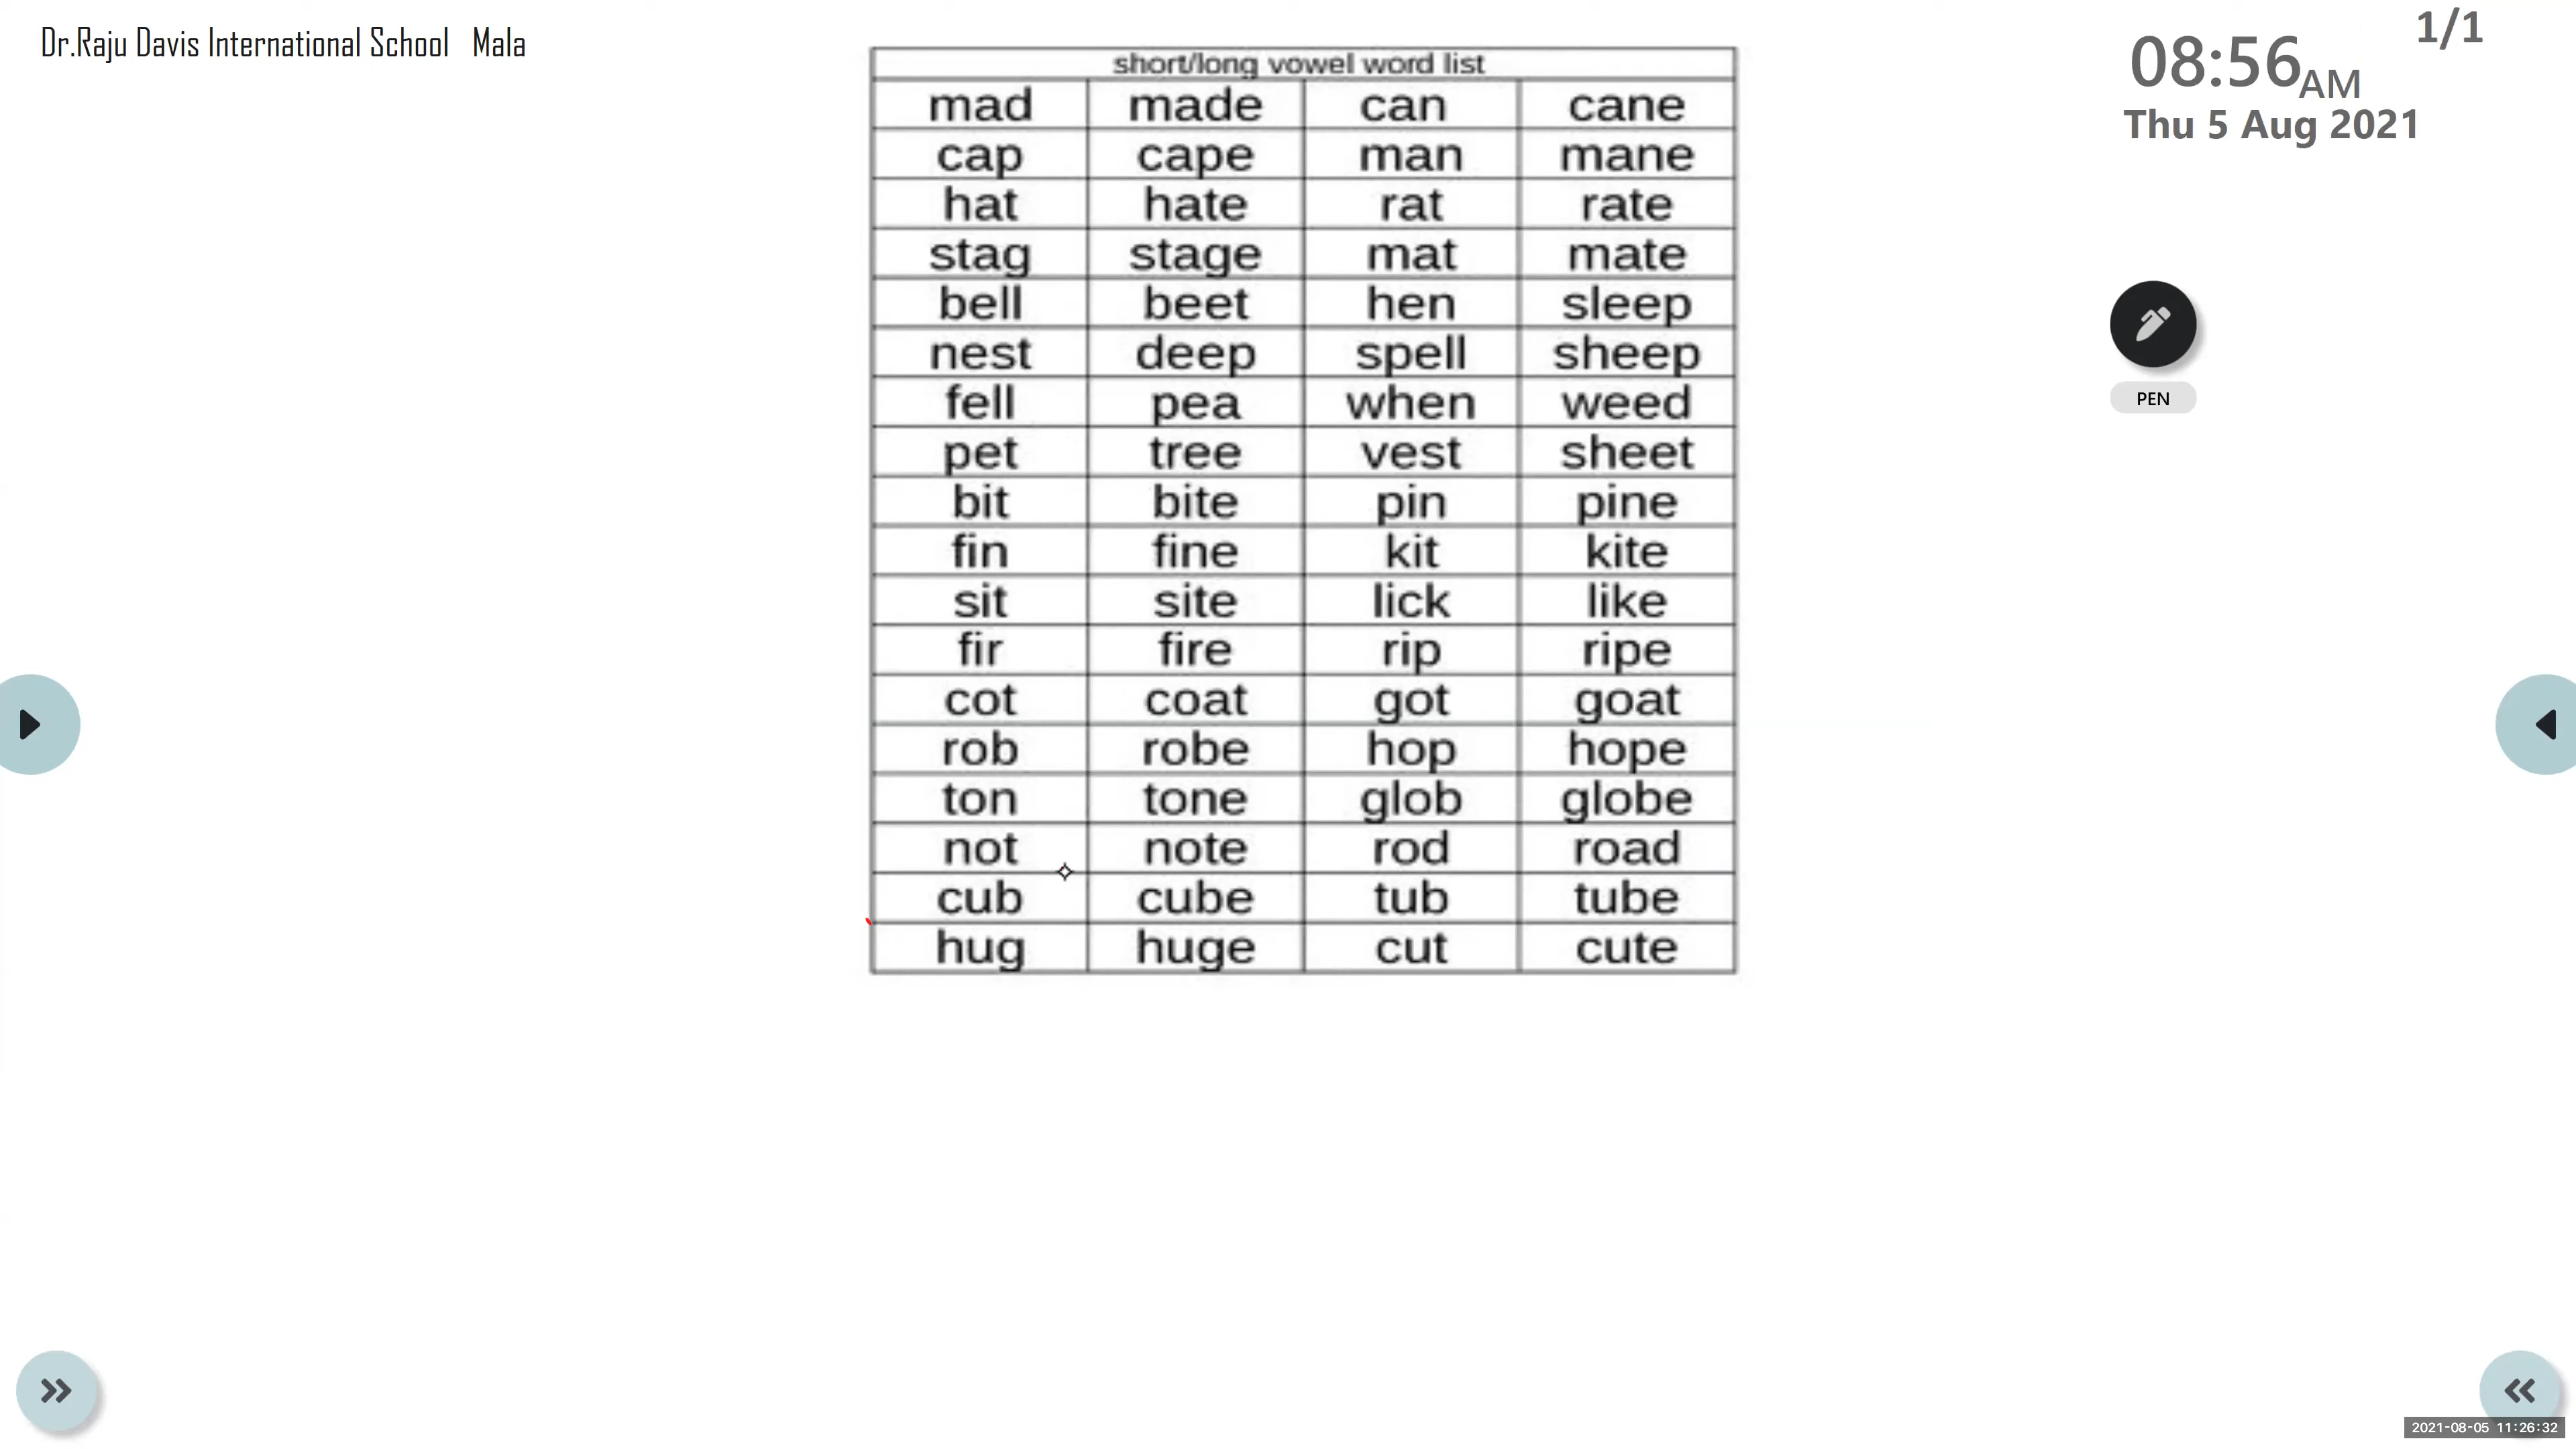 Dr.Raju Davis International School Mala
1/1
08:56 AM
Thu 5 Aug 2021
short/long vowel word list
mad made can cane
cap cape man mane
hat hate rat rate
stag stage mat mate
bell beet hen sleep
nest deep spell sheep
fell pea when weed
pet tree vest sheet
bit bite pin pine
fin fine kit kite
sit site lick like
fir fire rip ripe
cot coat got goat
rob robe hop hope
ton tone glob globe
not note rod road
cub cube tub tube
hug huge cut cute
PEN
2021-08-05 11:26:32